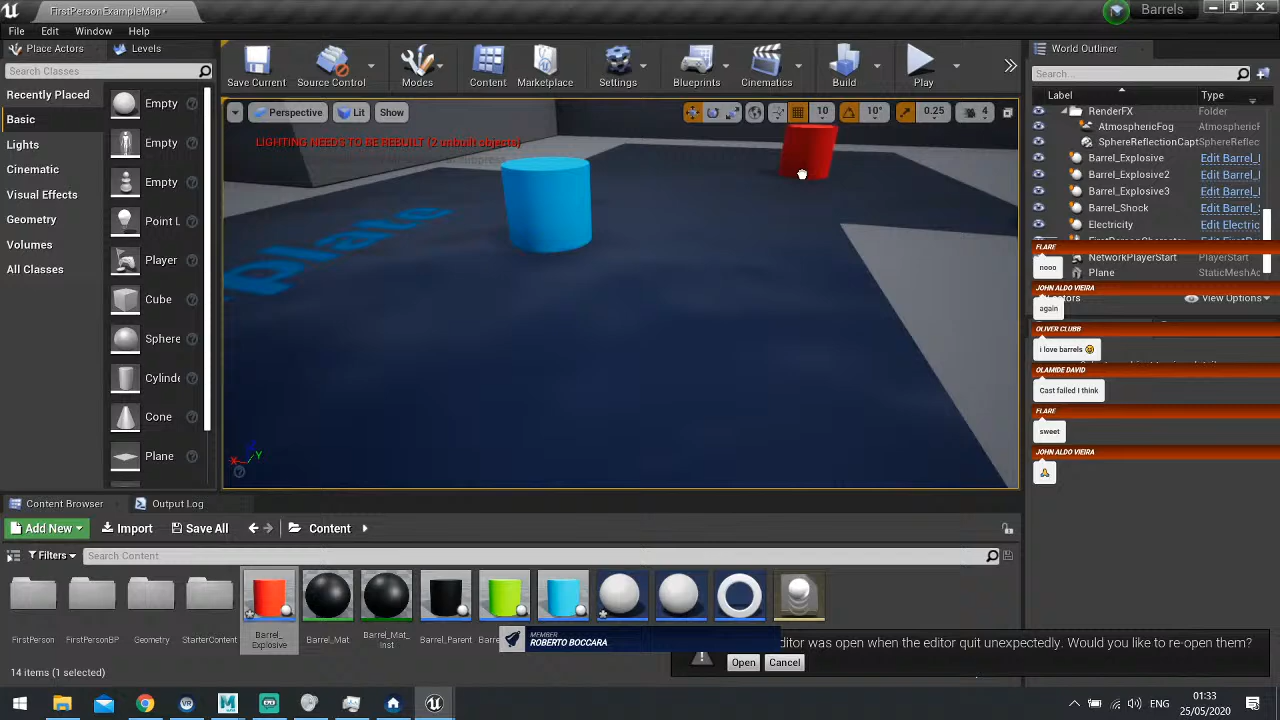 FirstPersonExampleMap*
Barrels
File
Edit
Window
Help
Place Actors
Levels
World Outliner
Search Classes
Save Current
Source Control
Modes
Content
Marketplace
Settings
Blueprints
Cinematics
Build
Play
Search...
Label
Type
Recently Placed
Basic
Lights
Cinematic
Visual Effects
Geometry
Volumes
All Classes
Empty
Empty
Empty
Point L
Player
Cube
Sphere
Cylinde
Cone
Plane
Perspective
Lit
Show
10
10°
0.25
4
LIGHTING NEEDS TO BE REBUILT (2 unbuilt objects)
plate
X
Y
RenderFX
Folder
AtmosphericFog
AtmosphericF
SphereReflectionCapt
SphereReflec
Barrel_Explosive
Edit Barrel_
Barrel_Explosive2
Edit Barrel_
Barrel_Explosive3
Edit Barrel_
Barrel_Shock
Edit Barrel_
Electricity
Edit Electric
NetworkPlayerStart
PlayerStart
Plane
StaticMeshAc
View Options
FLARE
nooo
JOHN ALDO VIEIRA
again
OLIVER CLUBB
i love barrels 😀
OLAMIDE DAVID
Cast failed I think
FLARE
sweet
JOHN ALDO VIEIRA
Content Browser
Output Log
Add New
Import
Save All
Content
Filters
Search Content
FirstPerson
FirstPersonBP
Geometry
StarterContent
Barrel_
Explosive
Barrel_Mat
Barrel_Mat_
Inst
Barrel_Parent
MEMBER
ROBERTO BOCCARA
ditor was open when the editor quit unexpectedly. Would you like to re-open them?
Open
Cancel
14 items (1 selected)
ENG
01:33
25/05/2020